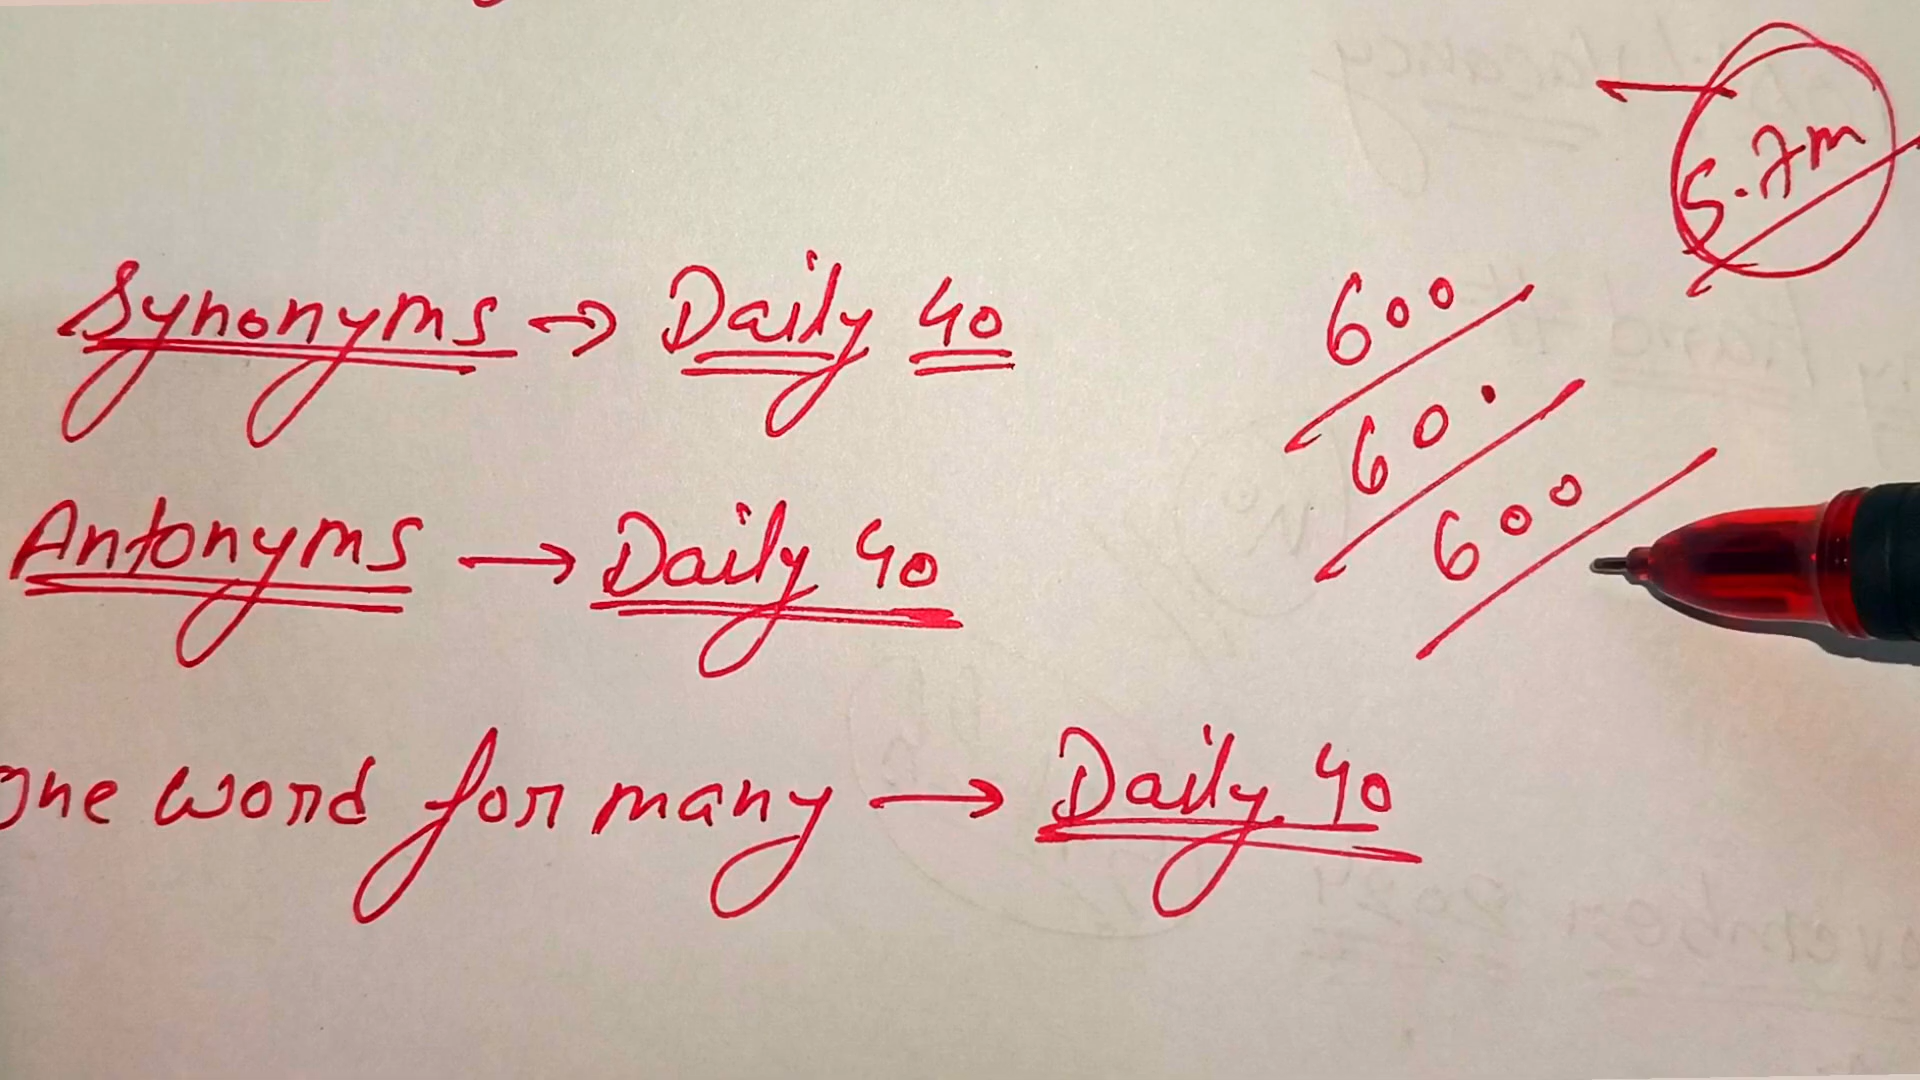 5.7m
Synonyms → Daily 40
600
60.
Antonyms → Daily 40
600
One word for many → Daily 40